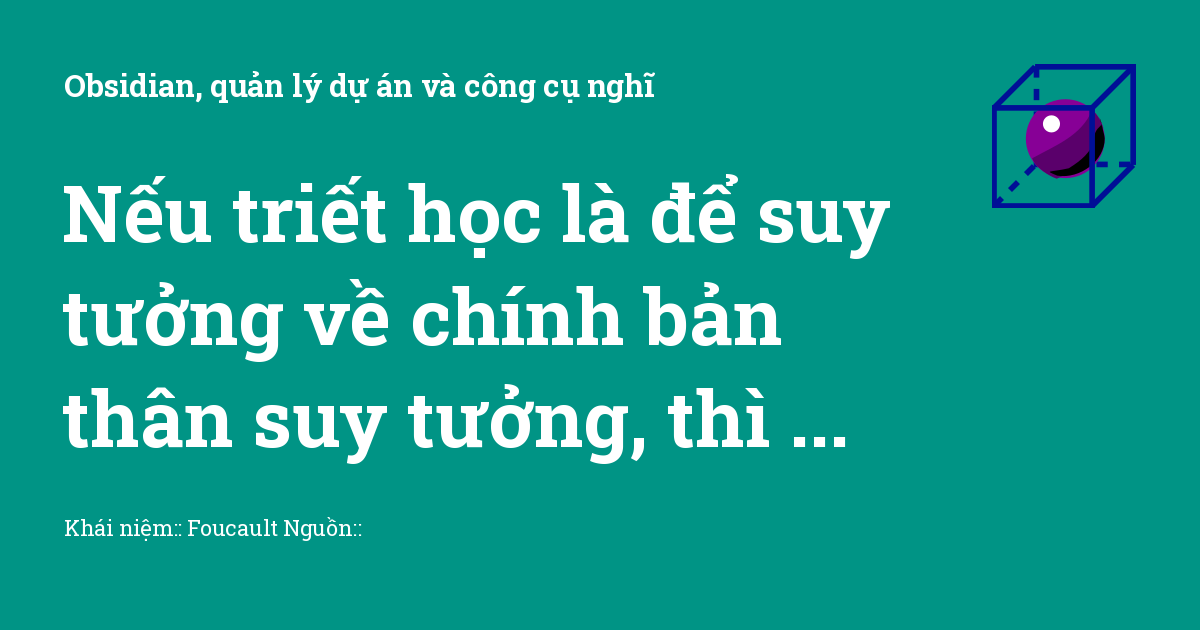 Obsidian, quản lý dự án và công cụ nghĩ
Nếu triết học là để suy
tưởng về chính bản
thân suy tưởng, thì ...
Khái niệm:: Foucault Nguồn::